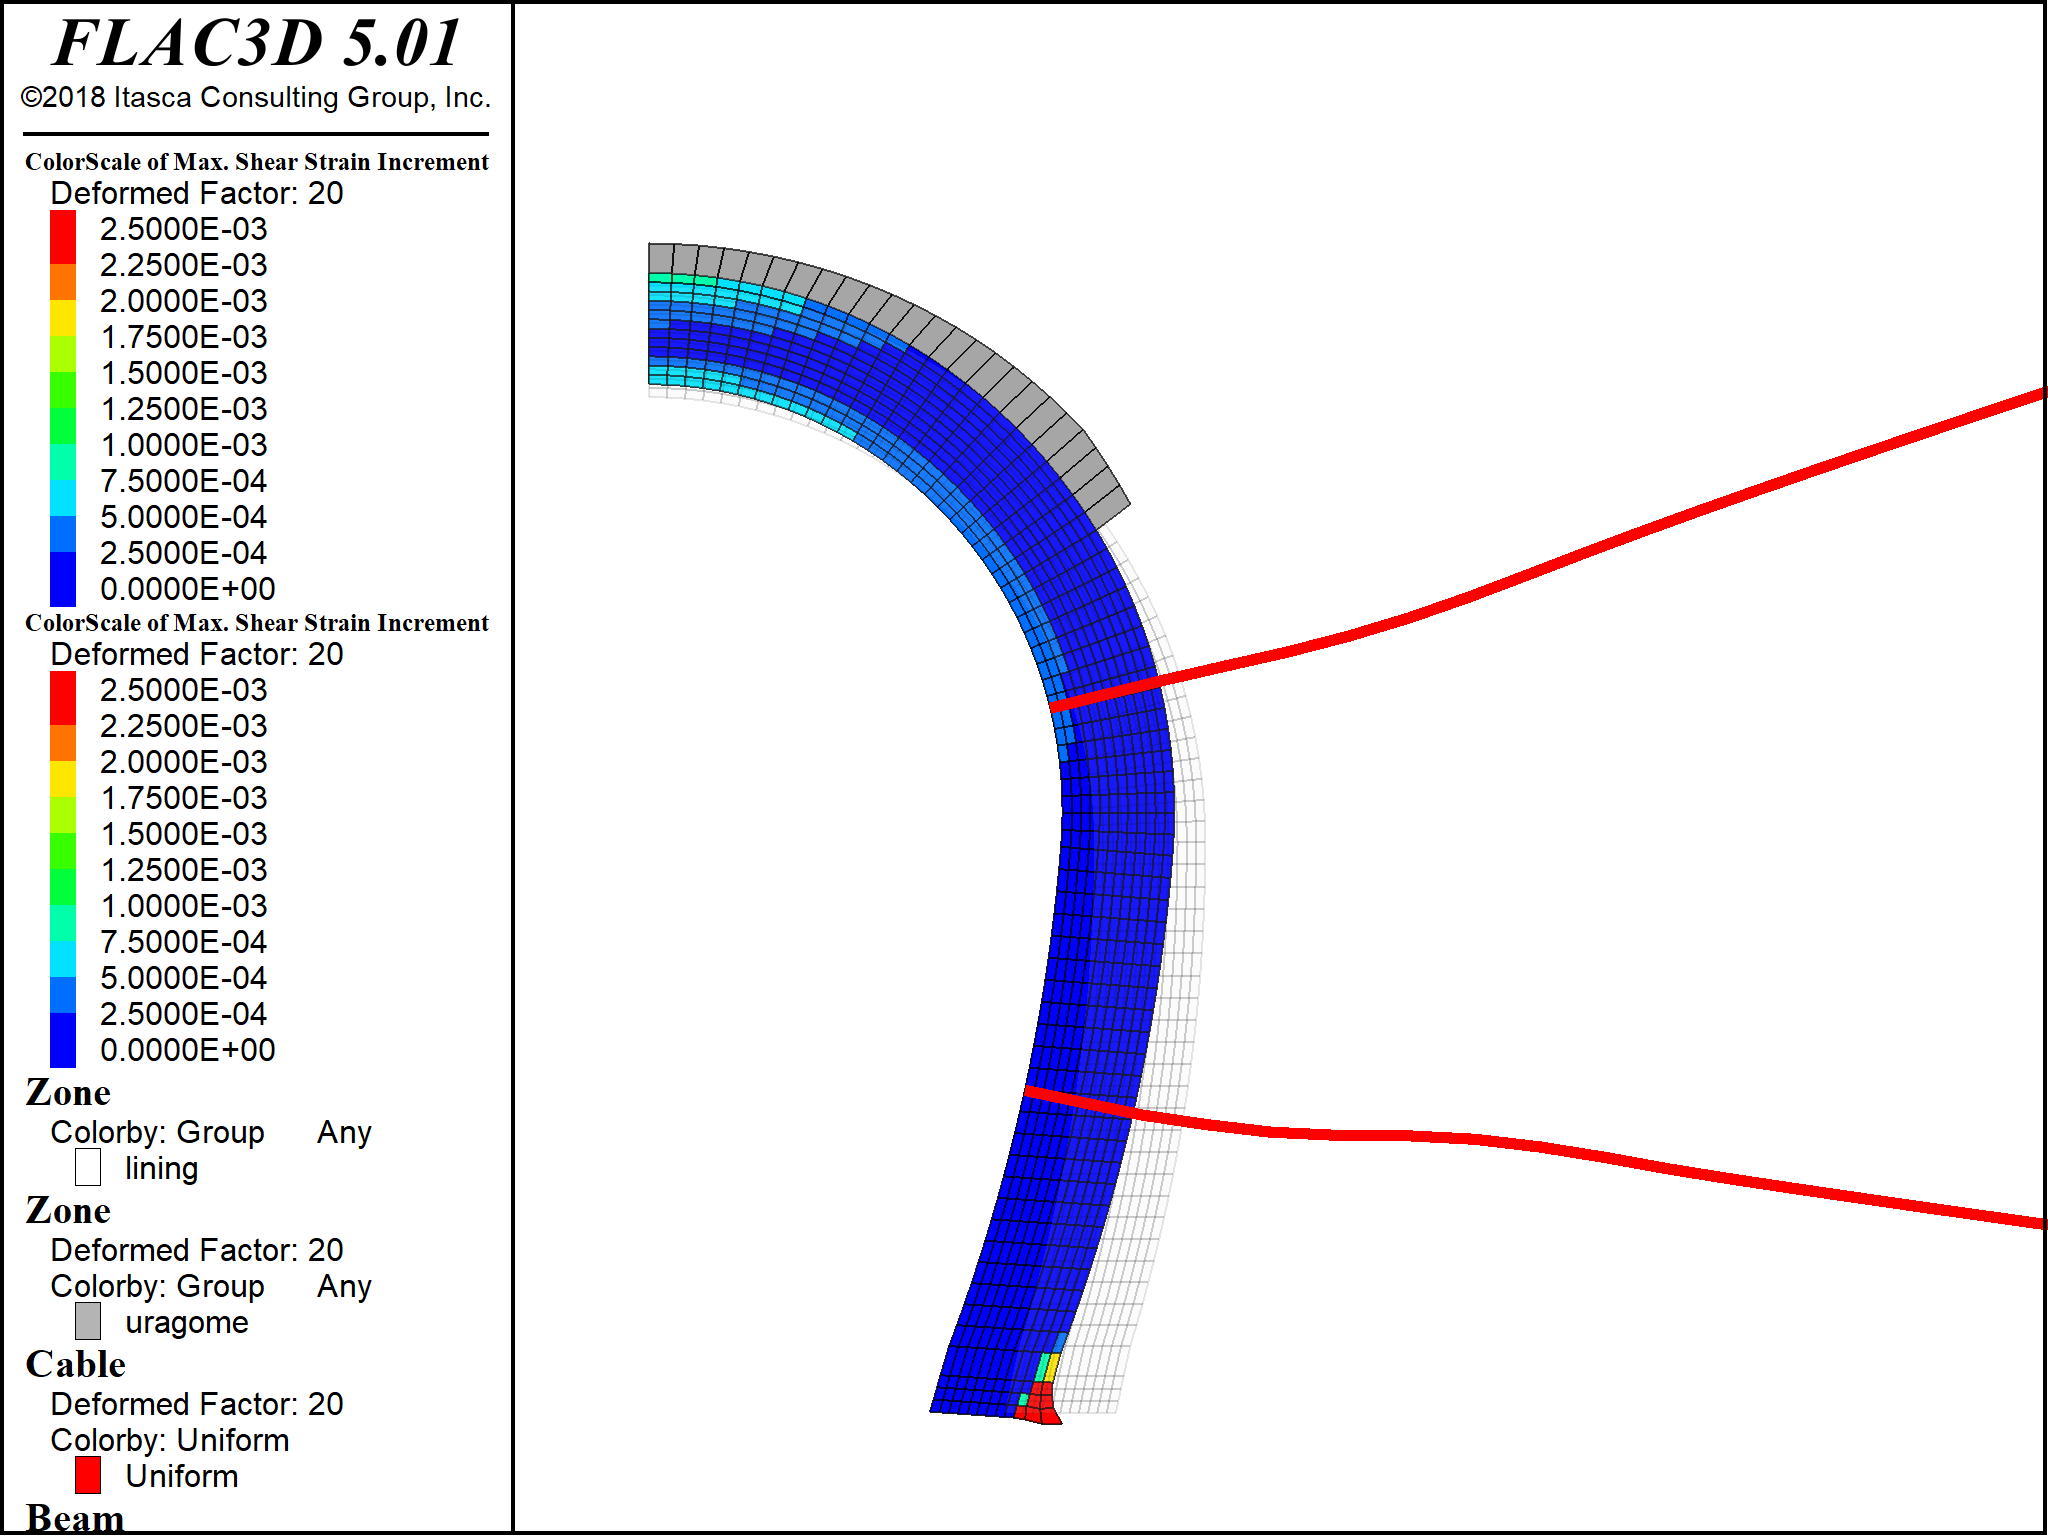 FLAC3D 5.01
©2018 Itasca Consulting Group, Inc.
ColorScale of Max. Shear Strain Increment
Deformed Factor: 20
2.5000E-03
2.2500E-03
2.0000E-03
1.7500E-03
1.5000E-03
1.2500E-03
1.0000E-03
7.5000E-04
5.0000E-04
2.5000E-04
0.0000E+00
ColorScale of Max. Shear Strain Increment
Deformed Factor: 20
2.5000E-03
2.2500E-03
2.0000E-03
1.7500E-03
1.5000E-03
1.2500E-03
1.0000E-03
7.5000E-04
5.0000E-04
2.5000E-04
0.0000E+00
Zone
Colorby: Group Any
lining
Zone
Deformed Factor: 20
Colorby: Group Any
uragome
Cable
Deformed Factor: 20
Colorby: Uniform
Uniform
Beam